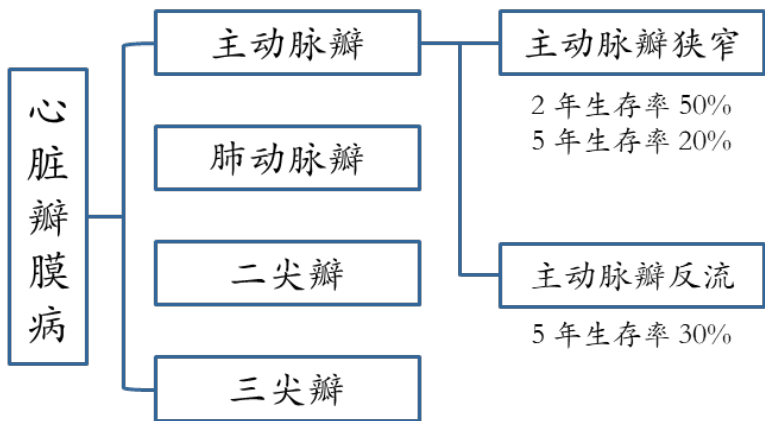 心脏瓣膜病
主动脉瓣
肺动脉瓣
二尖瓣
三尖瓣
主动脉瓣狭窄
2 年生存率 50%
5 年生存率 20%
主动脉瓣反流
5 年生存率 30%